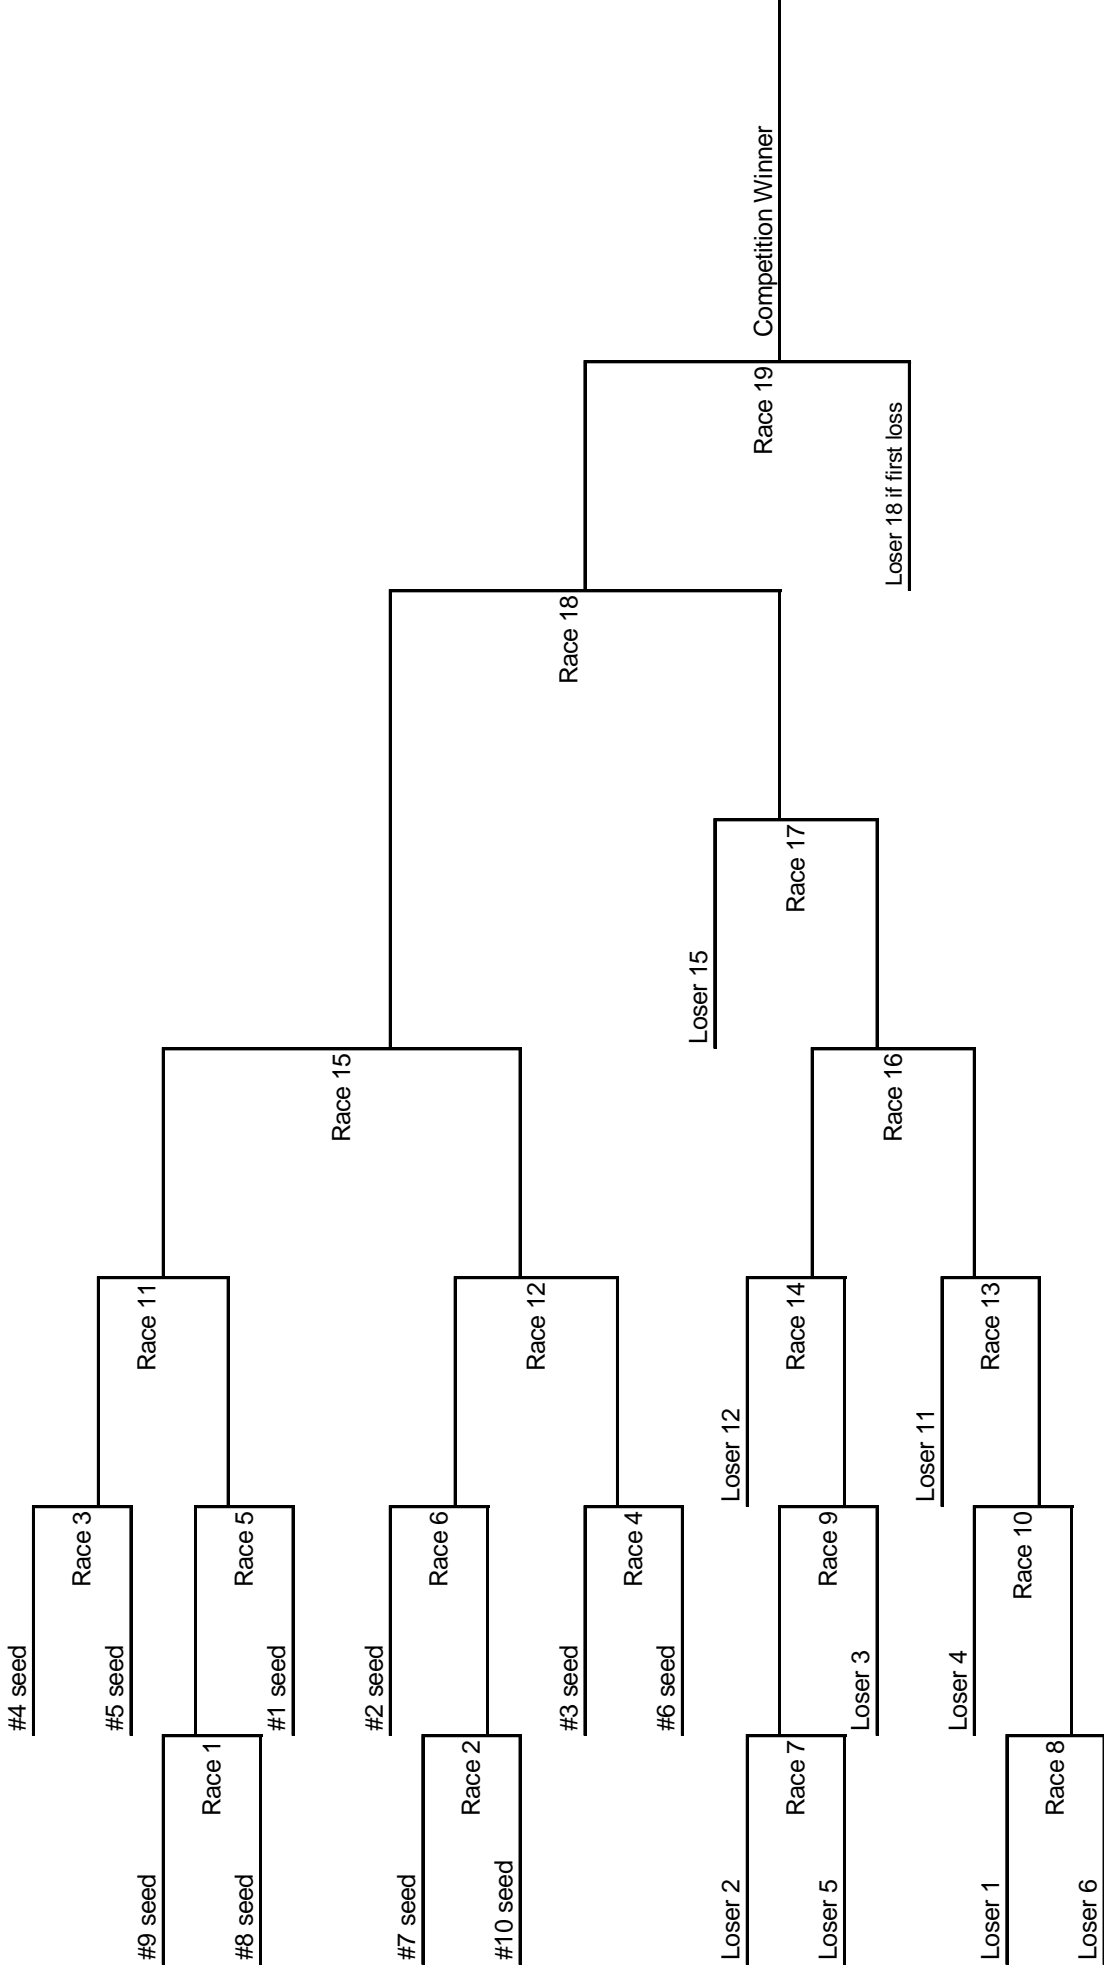 #4 seed
Race 3
#5 seed
#9 seed
Race 1
#8 seed
Race 5
#1 seed
Race 11
#2 seed
Race 6
#7 seed
Race 2
#10 seed
Race 12
#3 seed
Race 4
#6 seed
Race 15
Race 18
Loser 2
Race 7
Loser 5
Race 9
Loser 3
Loser 12
Race 14
Loser 4
Race 10
Loser 1
Race 8
Loser 6
Loser 11
Race 13
Race 16
Loser 15
Race 17
Race 19
Loser 18 if first loss
Competition Winner